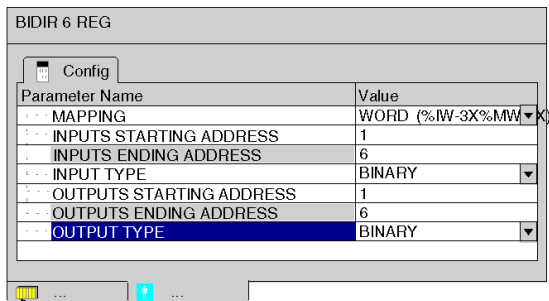 BIDIR 6 REG
Config
Parameter Name Value
MAPPING WORD (%IW-3X%MW
INPUTS STARTING ADDRESS 1
INPUTS ENDING ADDRESS 6
INPUT TYPE BINARY
OUTPUTS STARTING ADDRESS 1
OUTPUTS ENDING ADDRESS 6
OUTPUT TYPE BINARY
... ...